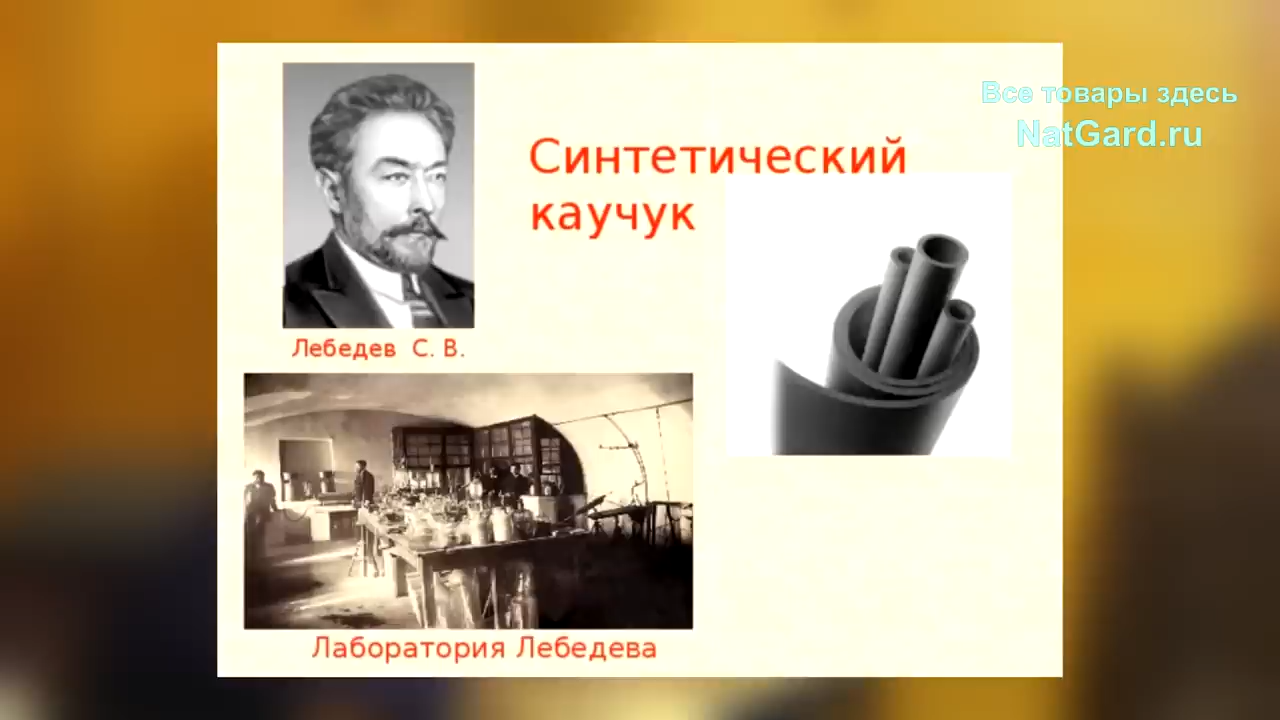 Все товары здесь
NatGard.ru
Синтетический
каучук
Лебедев С. В.
Лаборатория Лебедева